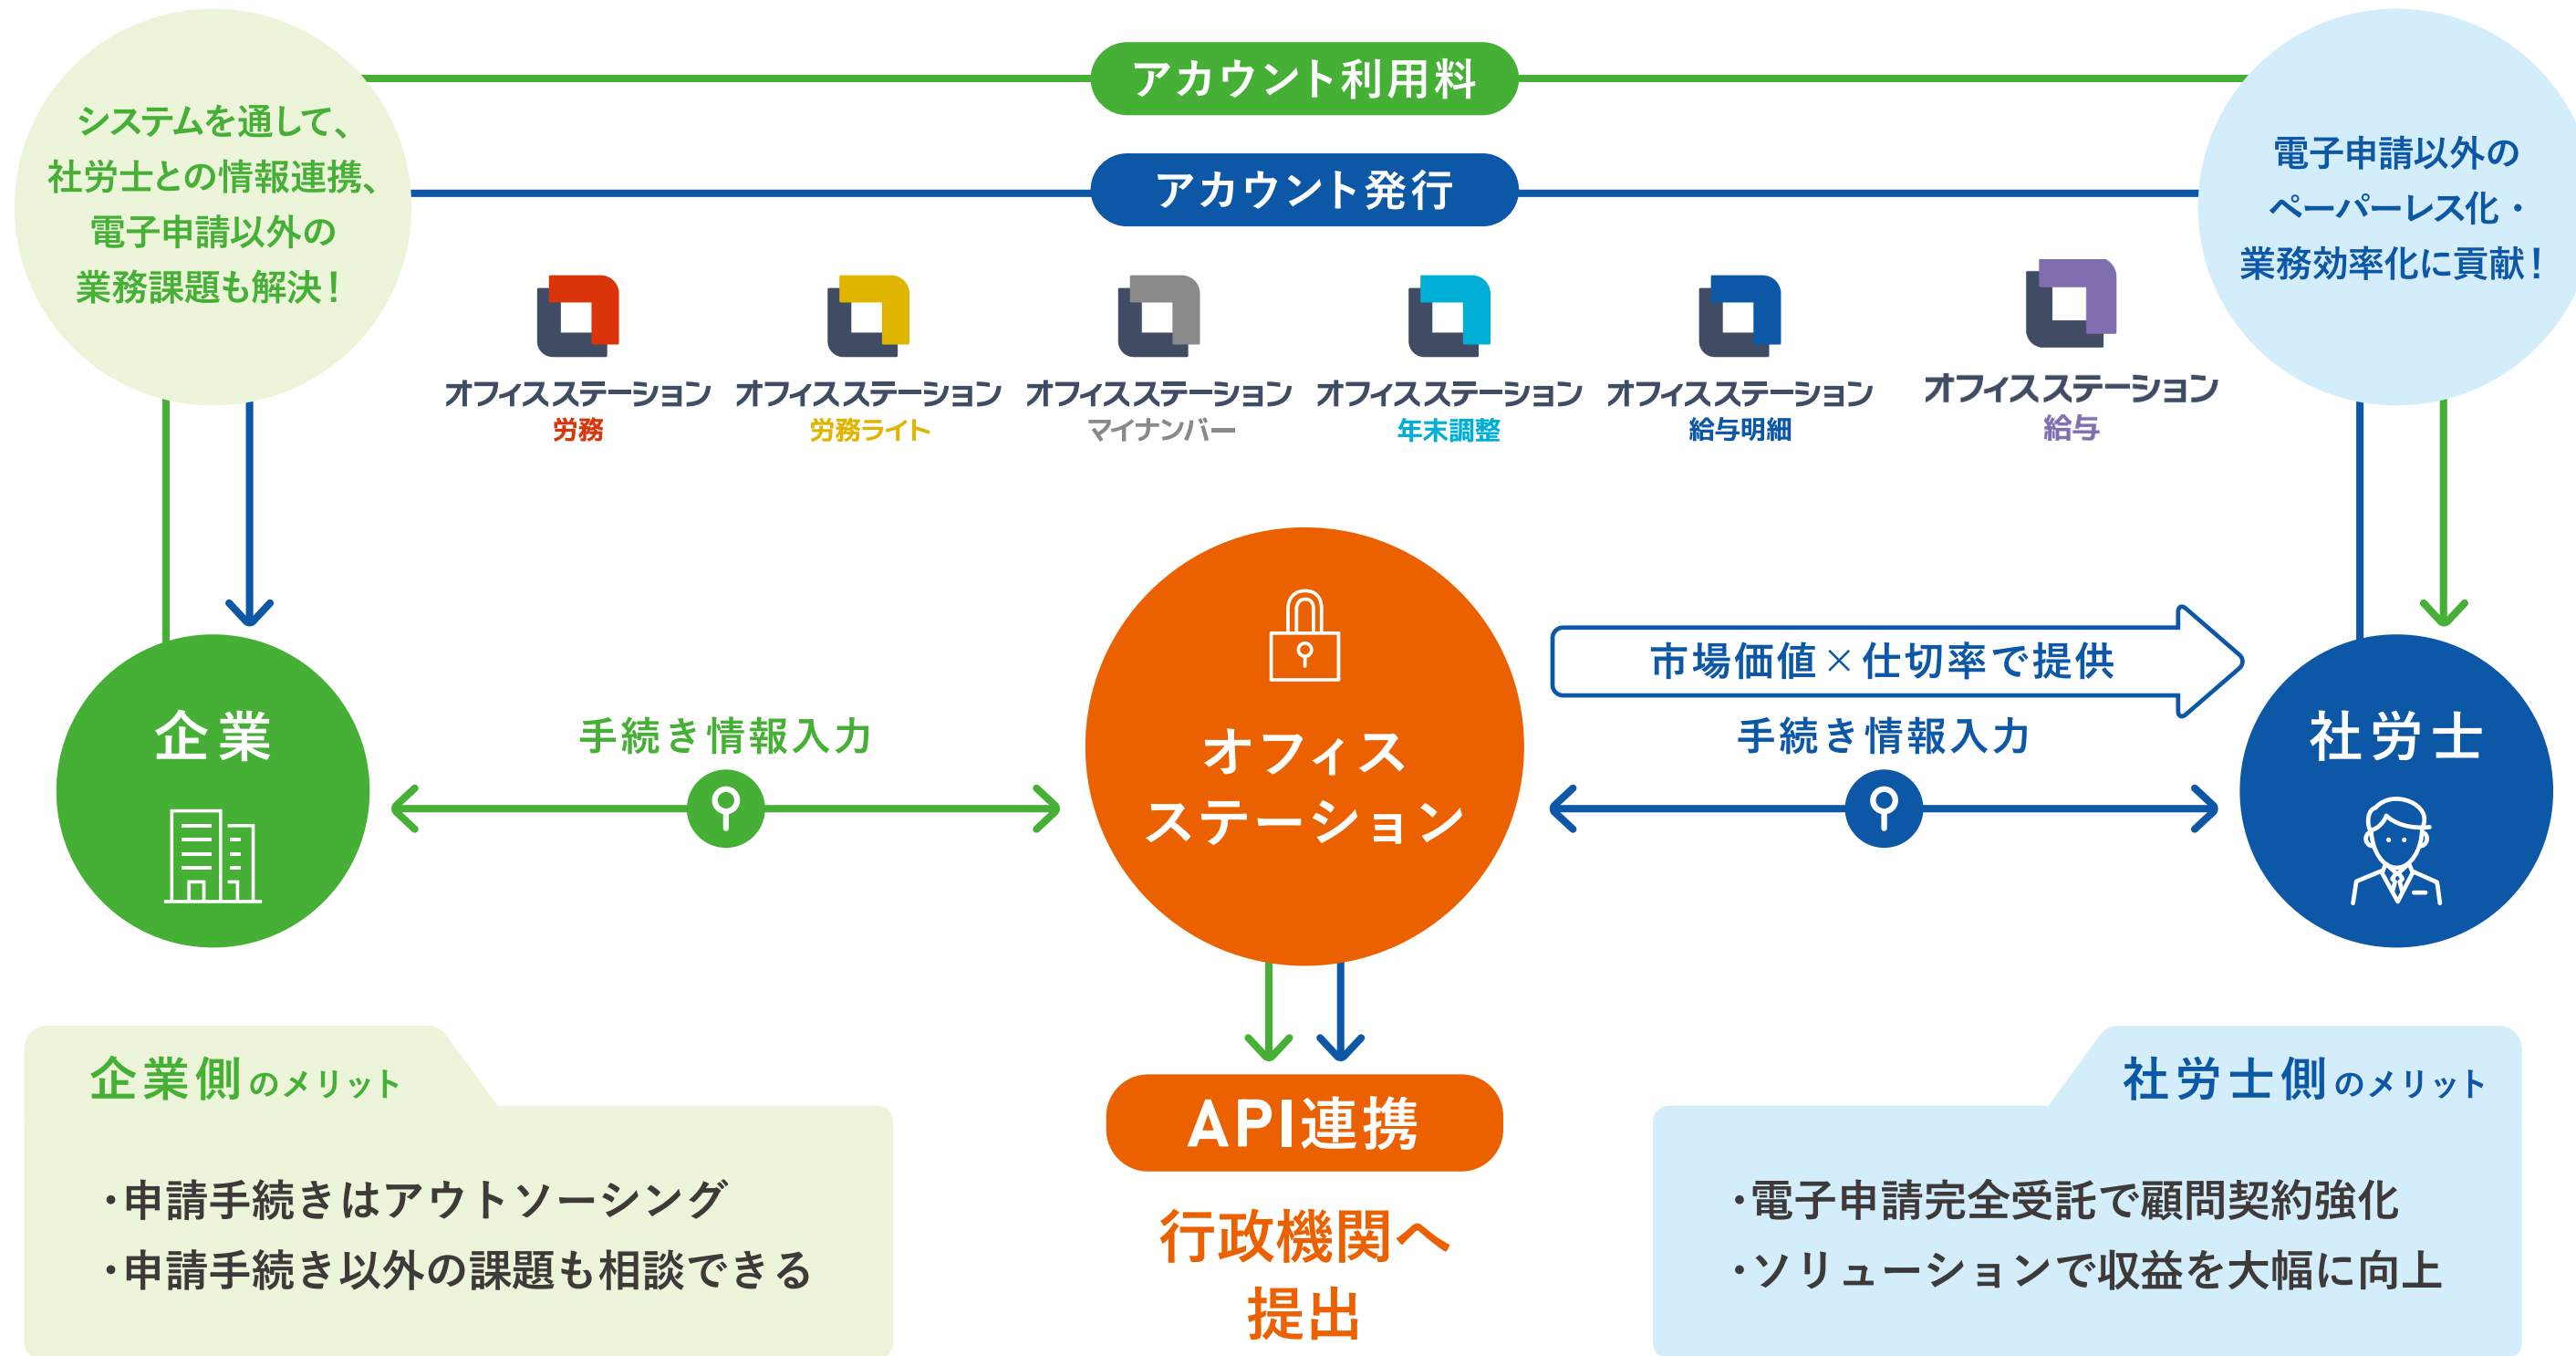 アカウント利用料
アカウント発行
システムを通して、
社労士との情報連携、
電子申請以外の
業務課題も解決!
電子申請以外の
ペーパーレス化・
業務効率化に貢献!
オフィスステーション
労務
オフィスステーション
労務ライト
オフィスステーション
マイナンバー
オフィスステーション
年末調整
オフィスステーション
給与明細
オフィスステーション
給与
企業
手続き情報入力
オフィス
ステーション
市場価値×仕切率で提供
手続き情報入力
社労士
API連携
行政機関へ
提出
企業側のメリット
・申請手続きはアウトソーシング
・申請手続き以外の課題も相談できる
社労士側のメリット
・電子申請完全受託で顧問契約強化
・ソリューションで収益を大幅に向上